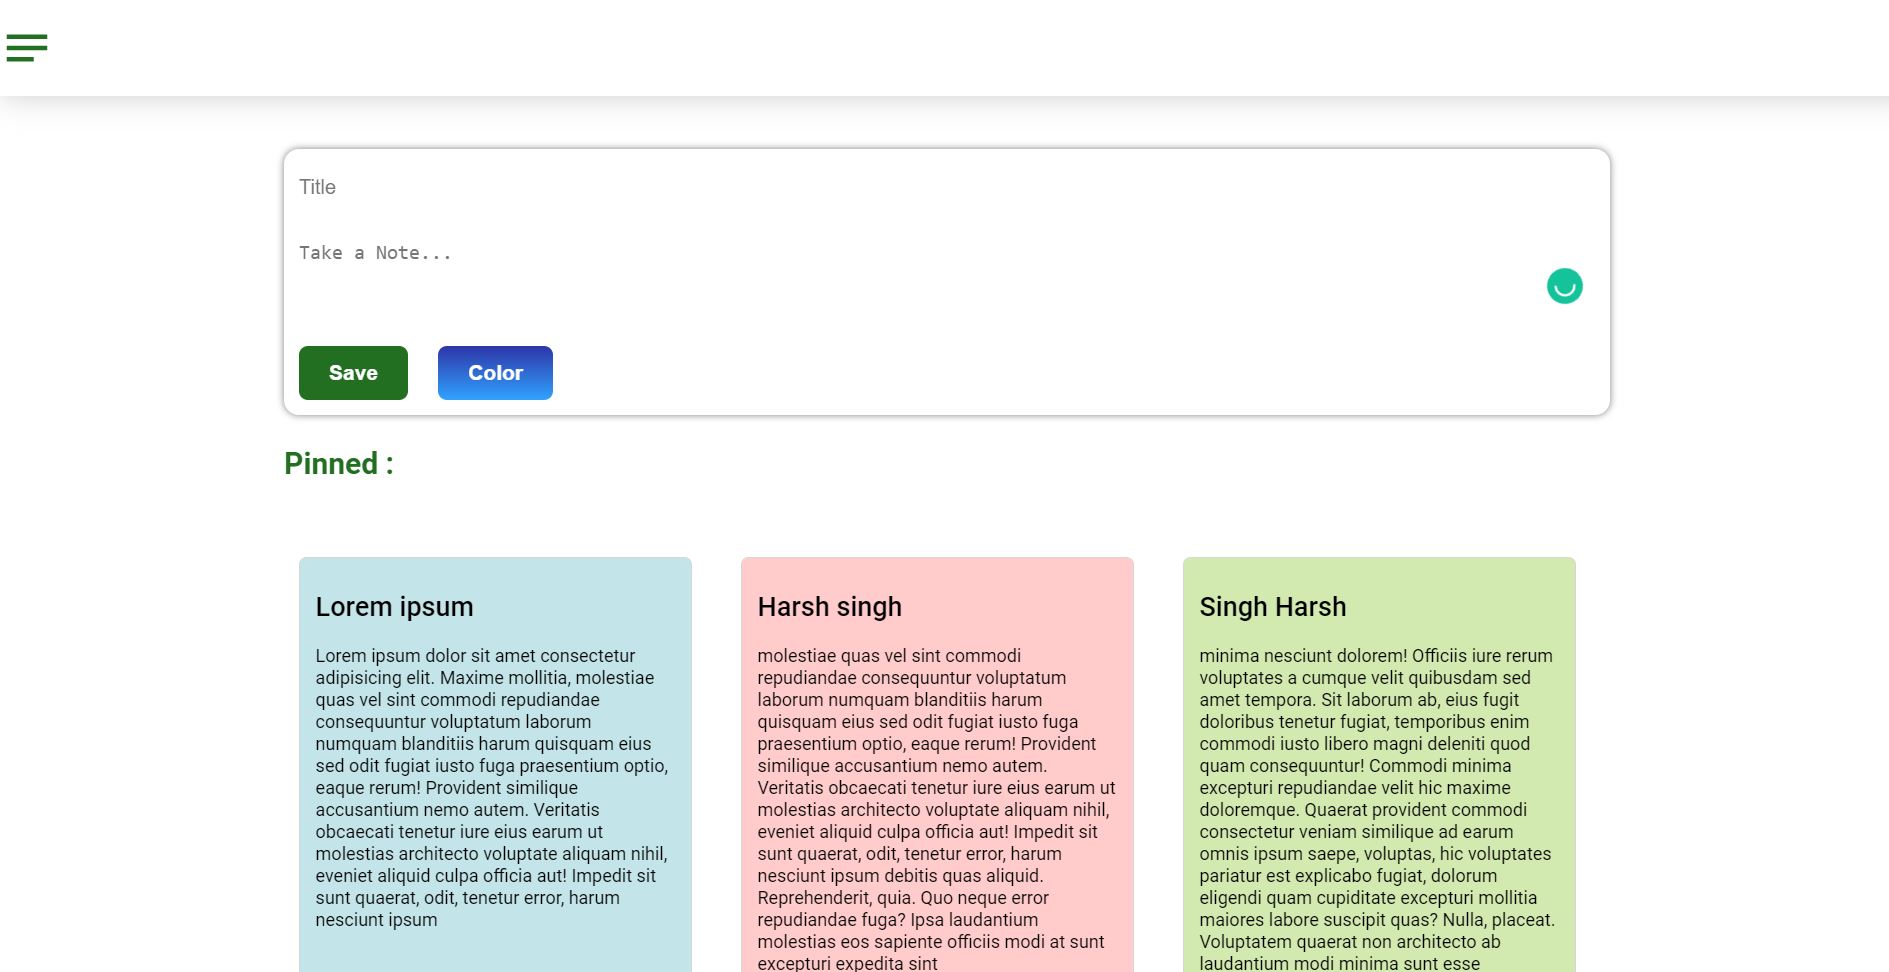 Title
Take a Note...
Save
Color
Pinned :
Lorem ipsum
Lorem ipsum dolor sit amet consectetur
adipisicing elit. Maxime mollitia, molestiae
quas vel sint commodi repudiandae
consequuntur voluptatum laborum
numquam blanditiis harum quisquam eius
sed odit fugiat iusto fuga praesentium optio,
eaque rerum! Provident similique
accusantium nemo autem. Veritatis
obcaecati tenetur iure eius earum ut
molestias architecto voluptate aliquam nihil,
eveniet aliquid culpa officia aut! Impedit sit
sunt quaerat, odit, tenetur error, harum
nesciunt ipsum
Harsh singh
molestiae quas vel sint commodi
repudiandae consequuntur voluptatum
laborum numquam blanditiis harum
quisquam eius sed odit fugiat iusto fuga
praesentium optio, eaque rerum! Provident
similique accusantium nemo autem.
Veritatis obcaecati tenetur iure eius earum ut
molestias architecto voluptate aliquam nihil,
eveniet aliquid culpa officia aut! Impedit sit
sunt quaerat, odit, tenetur error, harum
nesciunt ipsum debitis quas aliquid.
Reprehenderit, quia. Quo neque error
repudiandae fuga? Ipsa laudantium
molestias eos sapiente officiis modi at sunt
excepturi expedita sint
Singh Harsh
minima nesciunt dolorem! Officiis iure rerum
voluptates a cumque velit quibusdam sed
amet tempora. Sit laborum ab, eius fugit
doloribus tenetur fugiat, temporibus enim
commodi iusto libero magni deleniti quod
quam consequuntur! Commodi minima
excepturi repudiandae velit hic maxime
doloremque. Quaerat provident commodi
consectetur veniam similique ad earum
omnis ipsum saepe, voluptas, hic voluptates
pariatur est explicabo fugiat, dolorum
eligendi quam cupiditate excepturi mollitia
maiores labore suscipit quas? Nulla, placeat.
Voluptatem quaerat non architecto ab
laudantium modi minima sunt esse